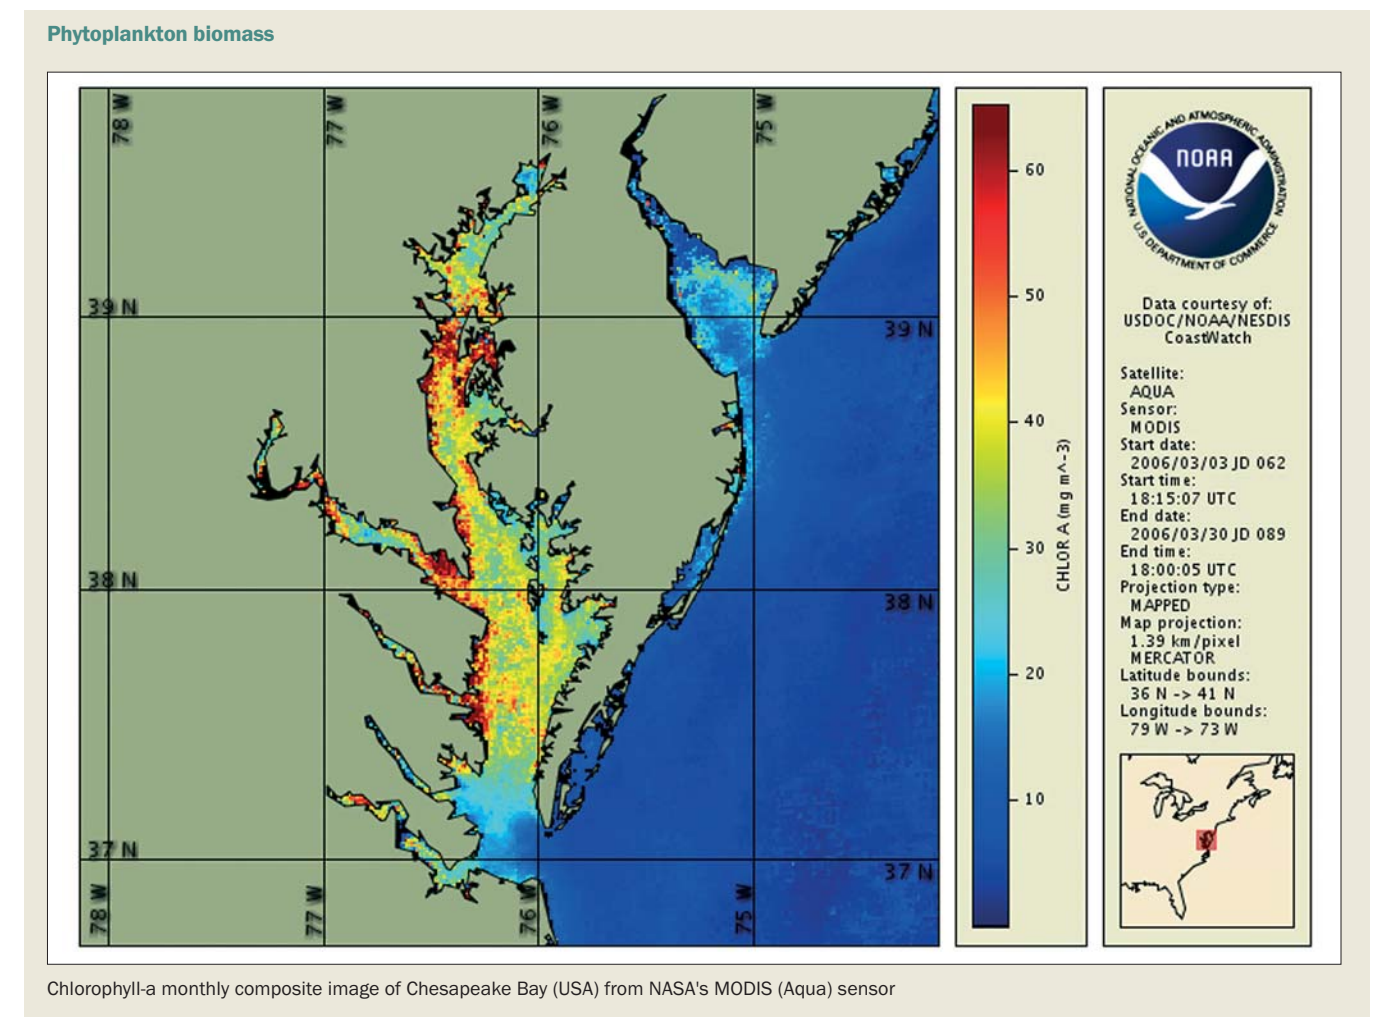 Phytoplankton biomass
78 W
77 W
76 W
75 W
39 N
39 N
38 N
38 N
37 N
37 N
78 W
77 W
76 W
75 W
60
50
40
30
20
10
CHLOR A (mg m^-3)
NATIONAL OCEANIC AND ATMOSPHERIC ADMINISTRATION
NOAA
U.S. DEPARTMENT OF COMMERCE
Data courtesy of:
USDOC/NOAA/NESDIS
CoastWatch
Satellite:
AQUA
Sensor:
MODIS
Start date:
2006/03/03 JD 062
Start time:
18:15:07 UTC
End date:
2006/03/30 JD 089
End time:
18:00:05 UTC
Projection type:
MAPPED
Map projection:
1.39 km/pixel
MERCATOR
Latitude bounds:
36 N -> 41 N
Longitude bounds:
79 W -> 73 W
Chlorophyll-a monthly composite image of Chesapeake Bay (USA) from NASA's MODIS (Aqua) sensor